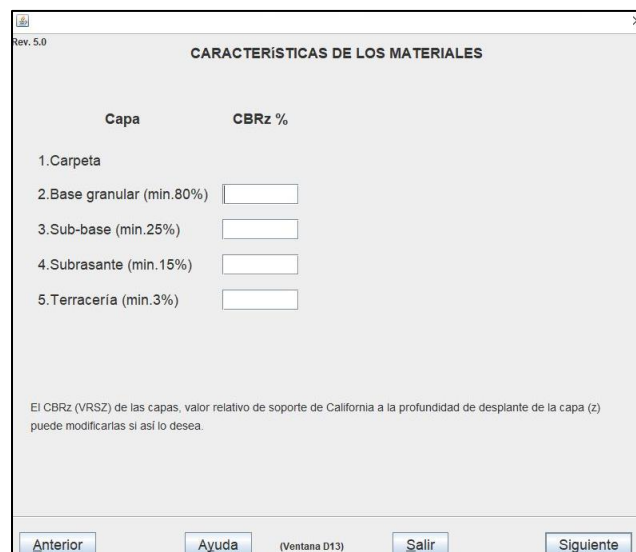 Rev. 5.0
CARACTERíSTICAS DE LOS MATERIALES
Capa CBRz %
1.Carpeta
2.Base granular (min.80%)
3.Sub-base (min.25%)
4.Subrasante (min.15%)
5.Terracería (min.3%)
El CBRz (VRSZ) de las capas, valor relativo de soporte de California a la profundidad de desplante de la capa (z)
puede modificarlas si así lo desea.
Anterior Ayuda (Ventana D13) Salir Siguiente